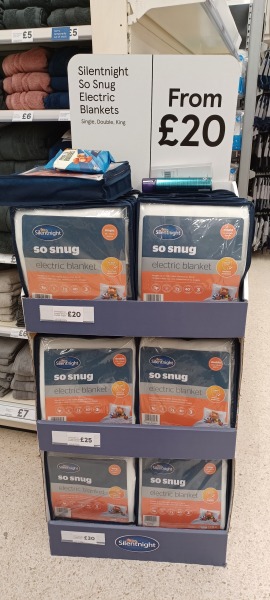 £5
£5
£6
Silentnight
So Snug
Electric
Blankets
Single, Double, King
From
£20
Silentnight
so snug
electric blanket
Silentnight
so snug
electric blanket
£20
£6
Silentnight
so snug
electric blanket
Silentnight
so snug
electric blanket
£25
£7
Silentnight
so snug
electric blanket
Silentnight
so snug
electric blanket
Silentnight